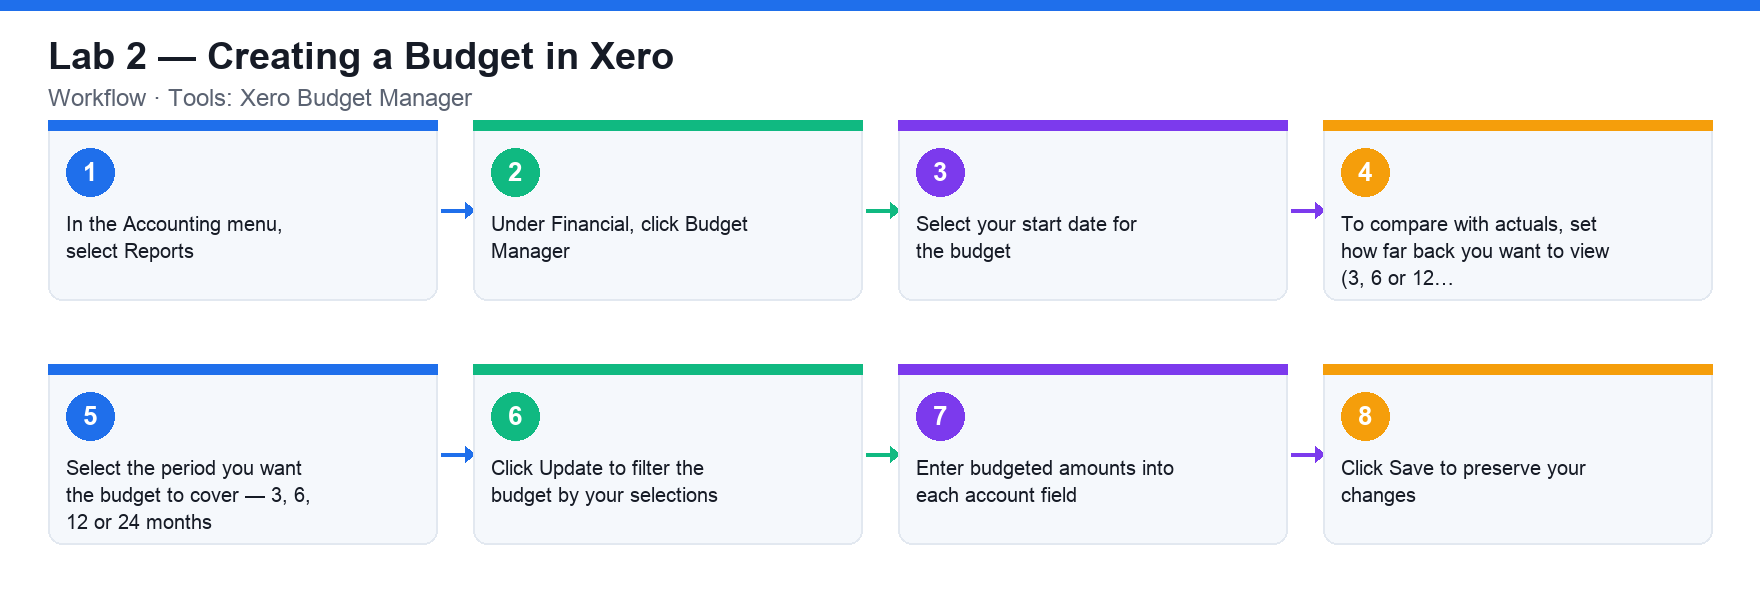 Lab 2 — Creating a Budget in Xero
Workflow · Tools: Xero Budget Manager
1
In the Accounting menu,
select Reports
2
Under Financial, click Budget
Manager
3
Select your start date for
the budget
4
To compare with actuals, set
how far back you want to view
(3, 6 or 12…
5
Select the period you want
the budget to cover — 3, 6,
12 or 24 months
6
Click Update to filter the
budget by your selections
7
Enter budgeted amounts into
each account field
8
Click Save to preserve your
changes